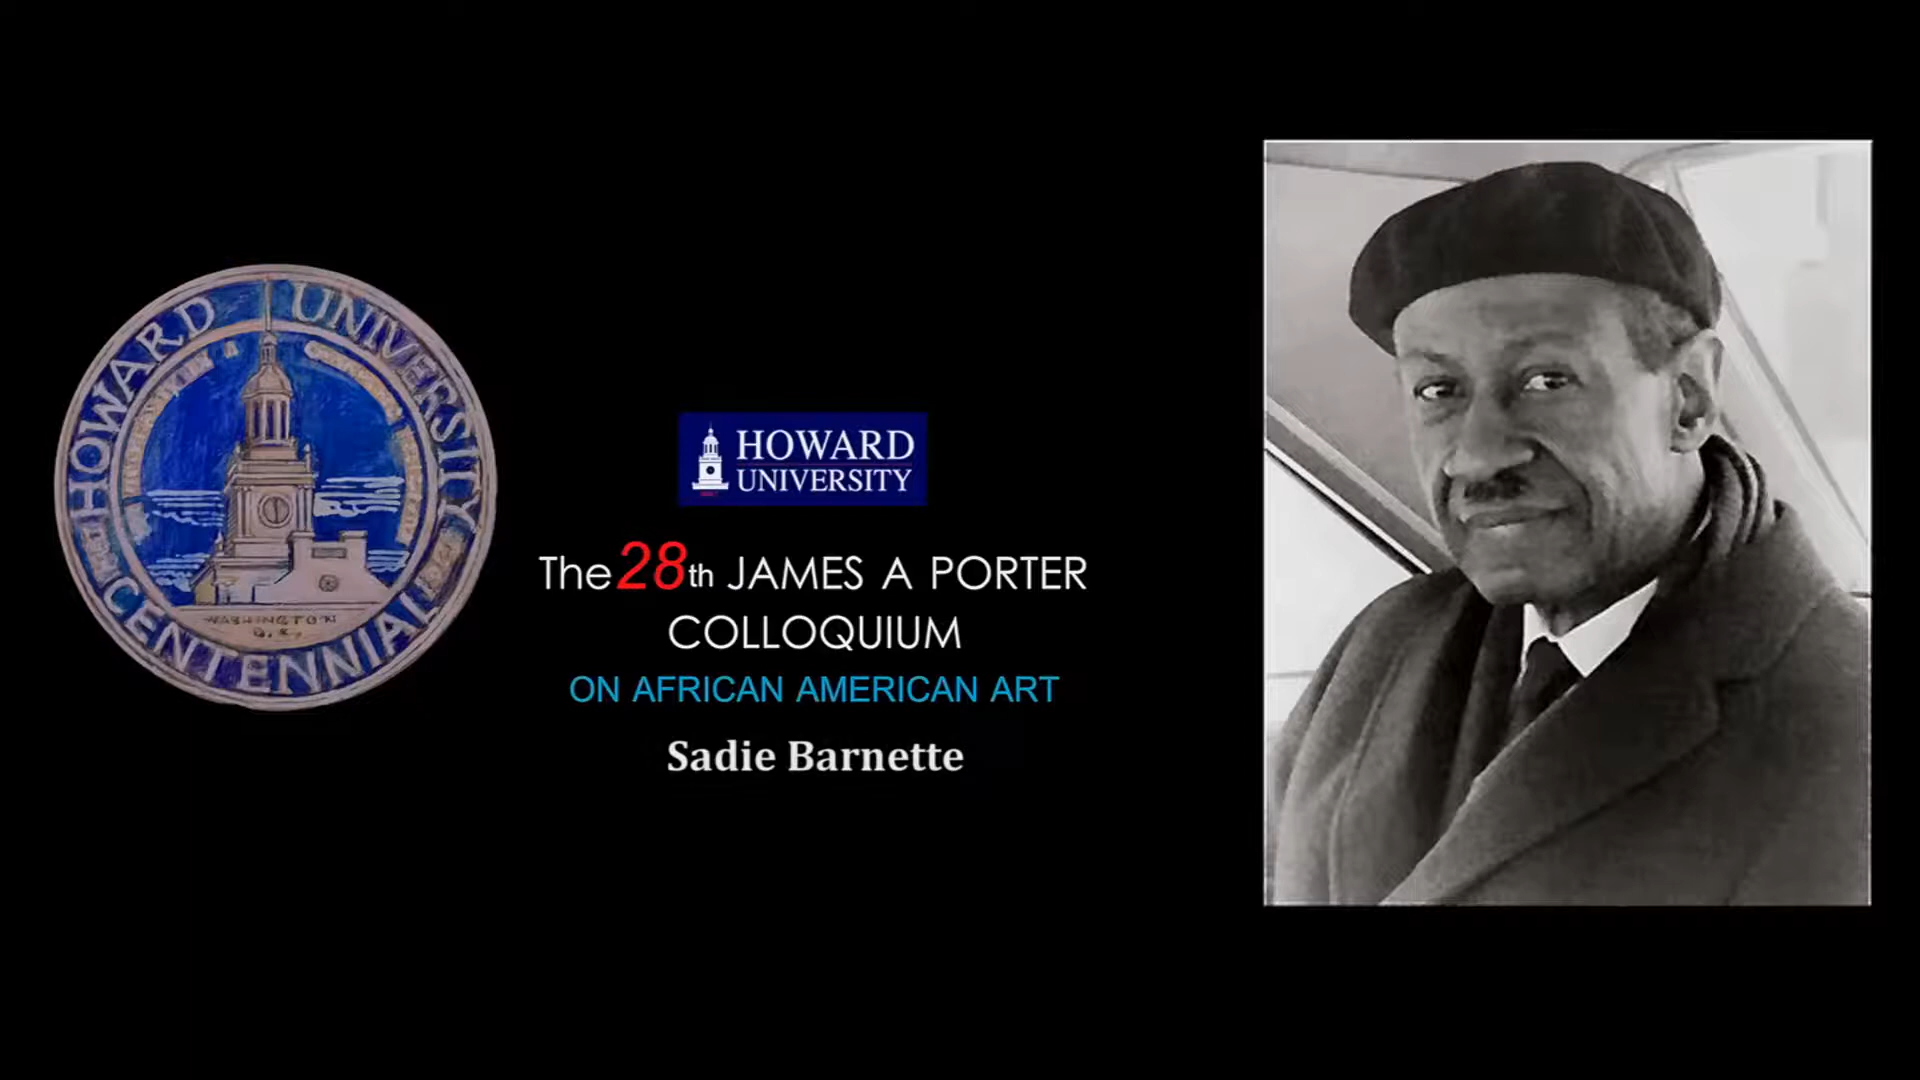 HOWARD UNIVERSITY
CENTENNIAL
WASHINGTON
D.C.
HOWARD
UNIVERSITY
The 28th JAMES A PORTER
COLLOQUIUM
ON AFRICAN AMERICAN ART
Sadie Barnette